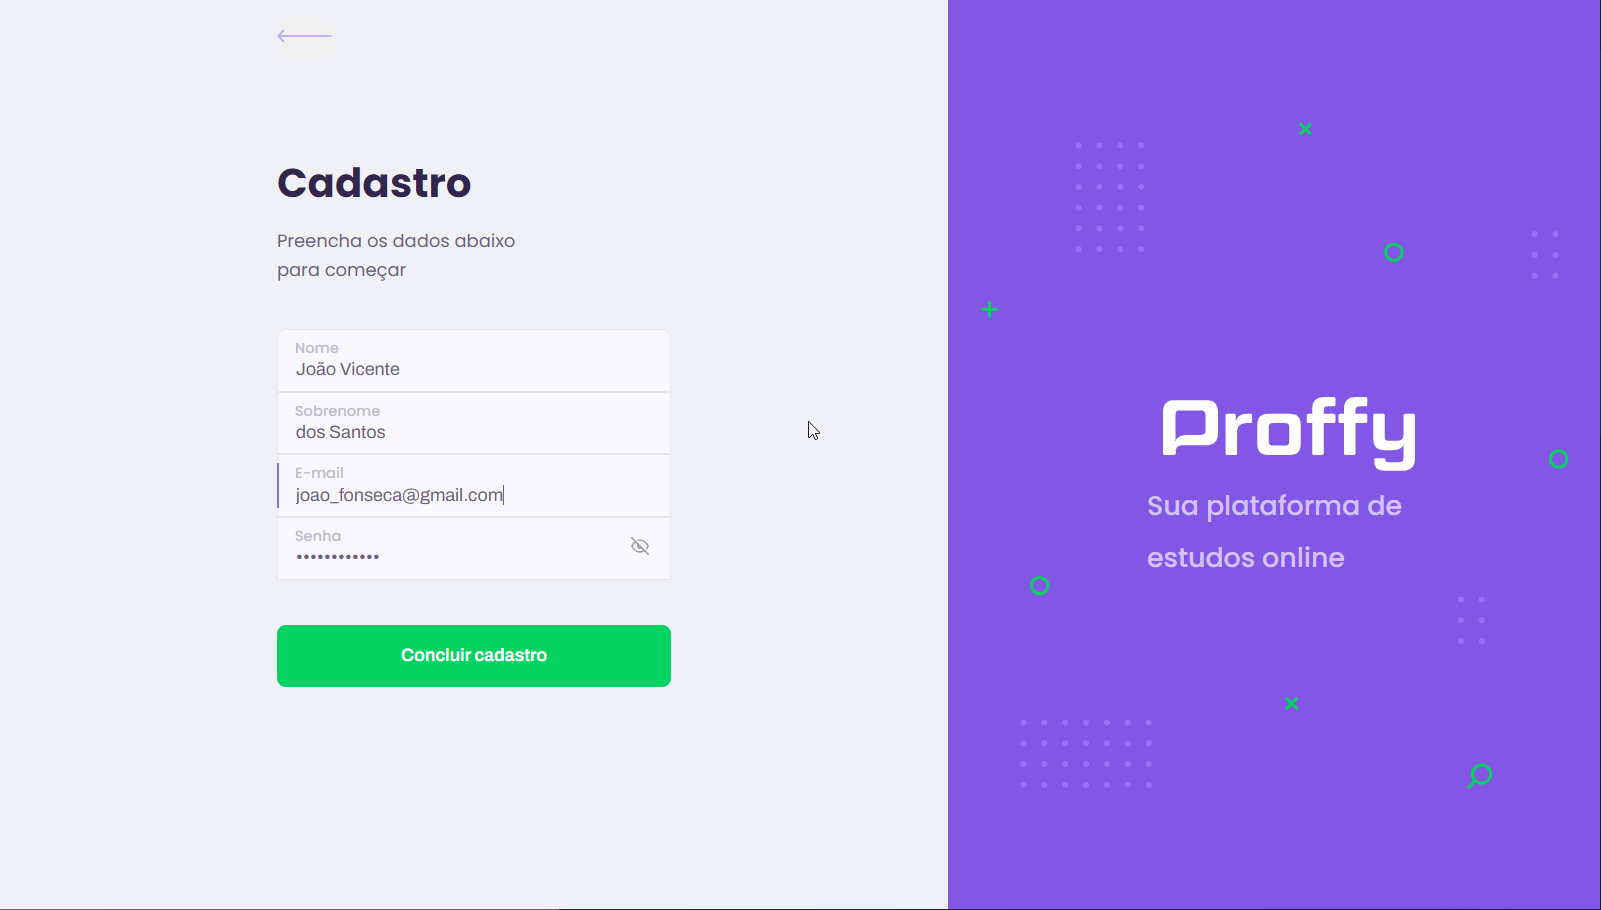 Cadastro
Preencha os dados abaixo
para começar
Nome
João Vicente
Sobrenome
dos Santos
E-mail
joao_fonseca@gmail.com
Senha
••••••••••••
Concluir cadastro
Proffy
Sua plataforma de
estudos online